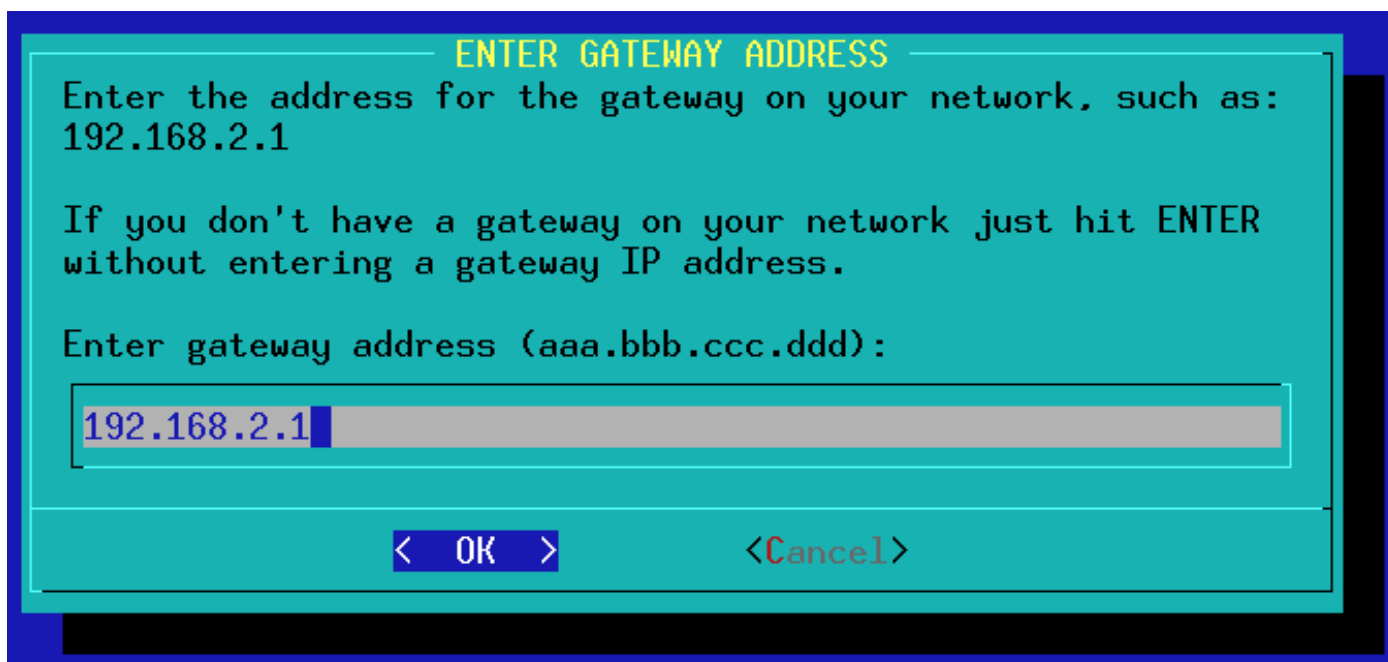 ENTER GATEWAY ADDRESS
Enter the address for the gateway on your network, such as:
192.168.2.1
If you don't have a gateway on your network just hit ENTER
without entering a gateway IP address.
Enter gateway address (aaa.bbb.ccc.ddd):
192.168.2.1
< OK > <Cancel>